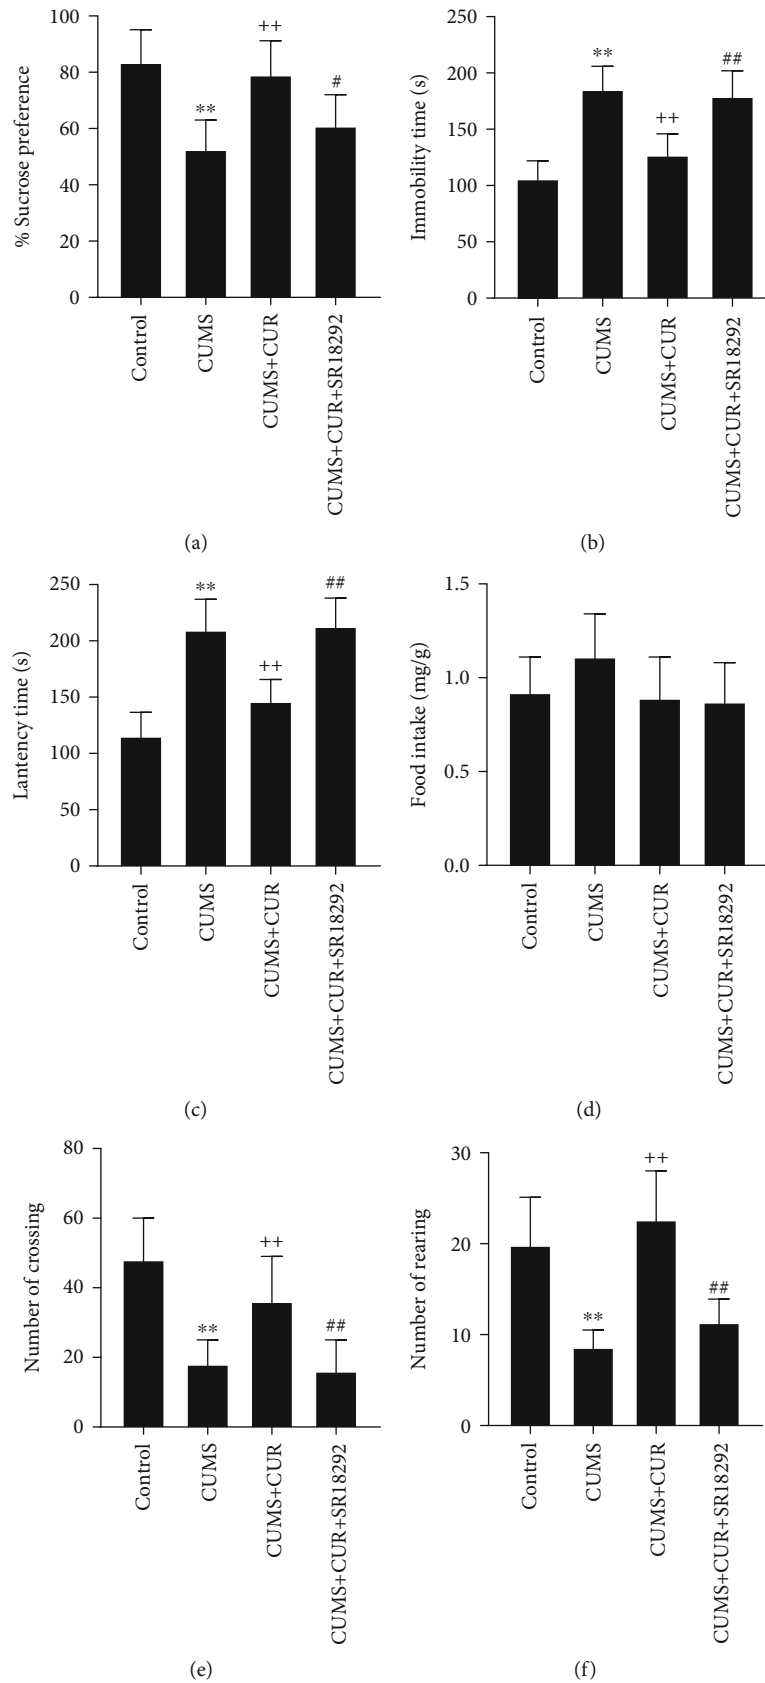 100
80
60
40
20
0
% Sucrose preference
**
++
#
Control
CUMS
CUMS+CUR
CUMS+CUR+SR18292
(a)
250
200
150
100
50
0
Immobility time (s)
**
++
##
Control
CUMS
CUMS+CUR
CUMS+CUR+SR18292
(b)
250
200
150
100
50
0
Lantency time (s)
**
++
##
Control
CUMS
CUMS+CUR
CUMS+CUR+SR18292
(c)
1.5
1.0
0.5
0.0
Food intake (mg/g)
Control
CUMS
CUMS+CUR
CUMS+CUR+SR18292
(d)
80
60
40
20
0
Number of crossing
**
++
##
Control
CUMS
CUMS+CUR
CUMS+CUR+SR18292
(e)
30
20
10
0
Number of rearing
**
++
##
Control
CUMS
CUMS+CUR
CUMS+CUR+SR18292
(f)